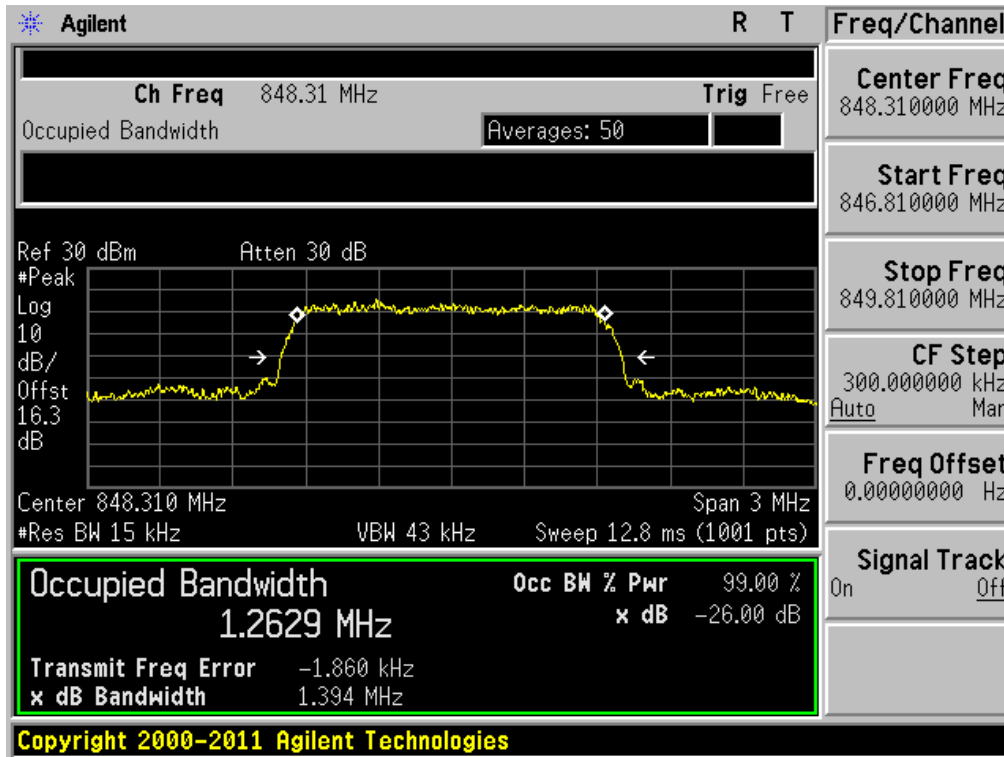 Agilent R T
Ch Freq 848.31 MHz Trig Free
Occupied Bandwidth Averages: 50
Ref 30 dBm Atten 30 dB
#Peak
Log
10
dB/
Offst
16.3
dB
Center 848.310 MHz Span 3 MHz
#Res BW 15 kHz VBW 43 kHz Sweep 12.8 ms (1001 pts)
Occupied Bandwidth Occ BW % Pwr 99.00 %
1.2629 MHz x dB -26.00 dB
Transmit Freq Error -1.860 kHz
x dB Bandwidth 1.394 MHz
Copyright 2000-2011 Agilent Technologies
Freq/Channel
Center Freq
848.310000 MHz
Start Freq
846.810000 MHz
Stop Freq
849.810000 MHz
CF Step
300.000000 kHz
Auto Man
Freq Offset
0.00000000 Hz
Signal Track
On Off